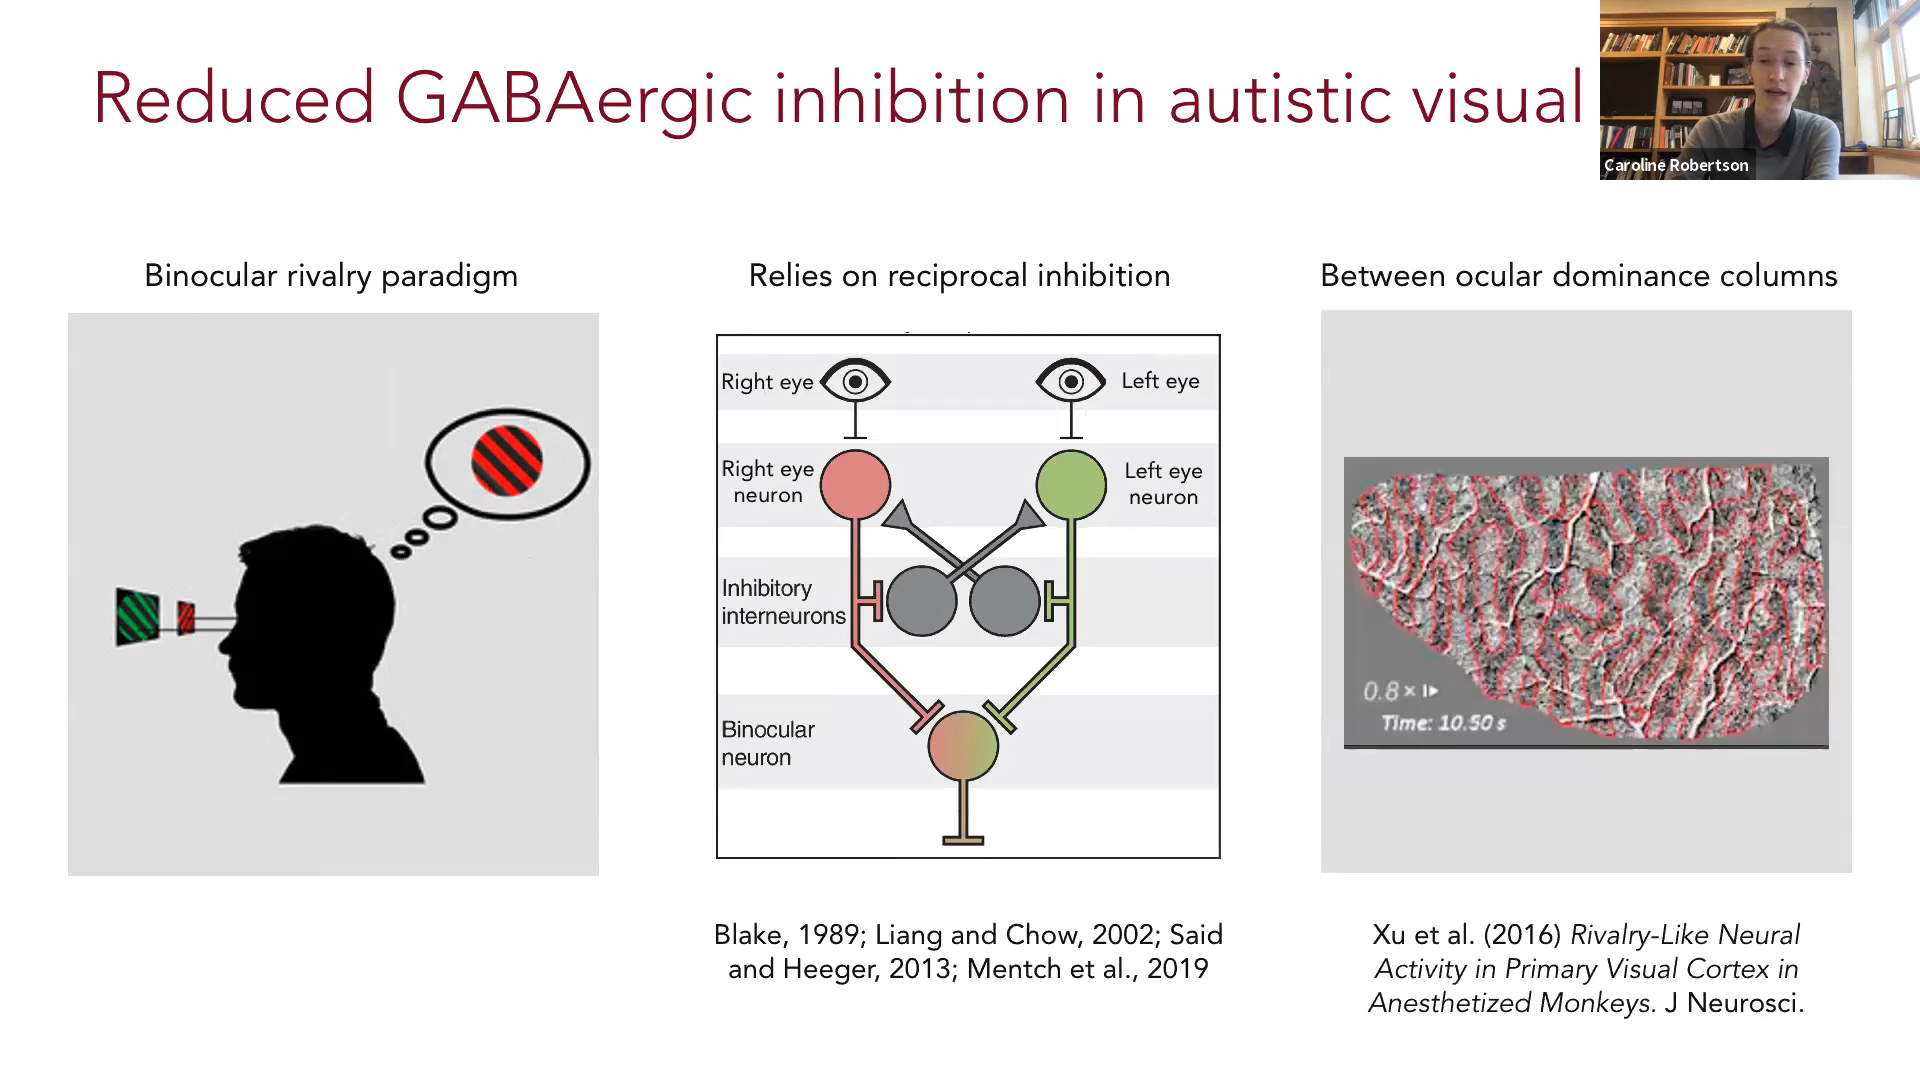 Reduced GABAergic inhibition in autistic visual
Caroline Robertson
Binocular rivalry paradigm
Relies on reciprocal inhibition
Right eye
Left eye
Right eye
neuron
Left eye
neuron
Inhibitory
interneurons
Binocular
neuron
Blake, 1989; Liang and Chow, 2002; Said
and Heeger, 2013; Mentch et al., 2019
Between ocular dominance columns
0.8×
Time: 10.50 s
Xu et al. (2016) Rivalry-Like Neural
Activity in Primary Visual Cortex in
Anesthetized Monkeys. J Neurosci.